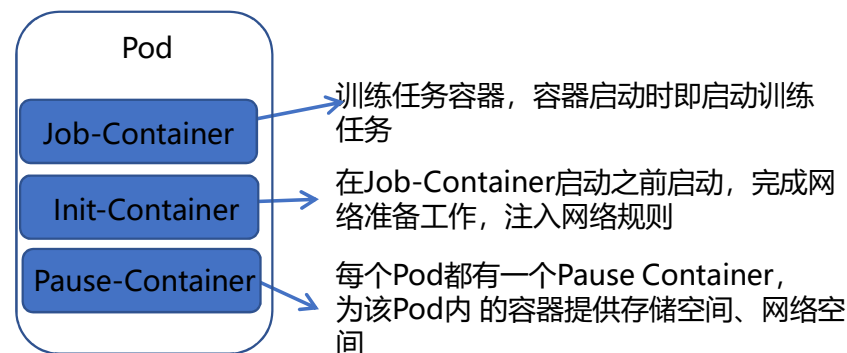 Pod
Job-Container
训练任务容器，容器启动时即启动训练
任务
Init-Container
在Job-Container启动之前启动，完成网
络准备工作，注入网络规则
Pause-Container
每个Pod都有一个Pause Container，
为该Pod内 的容器提供存储空间、网络空
间